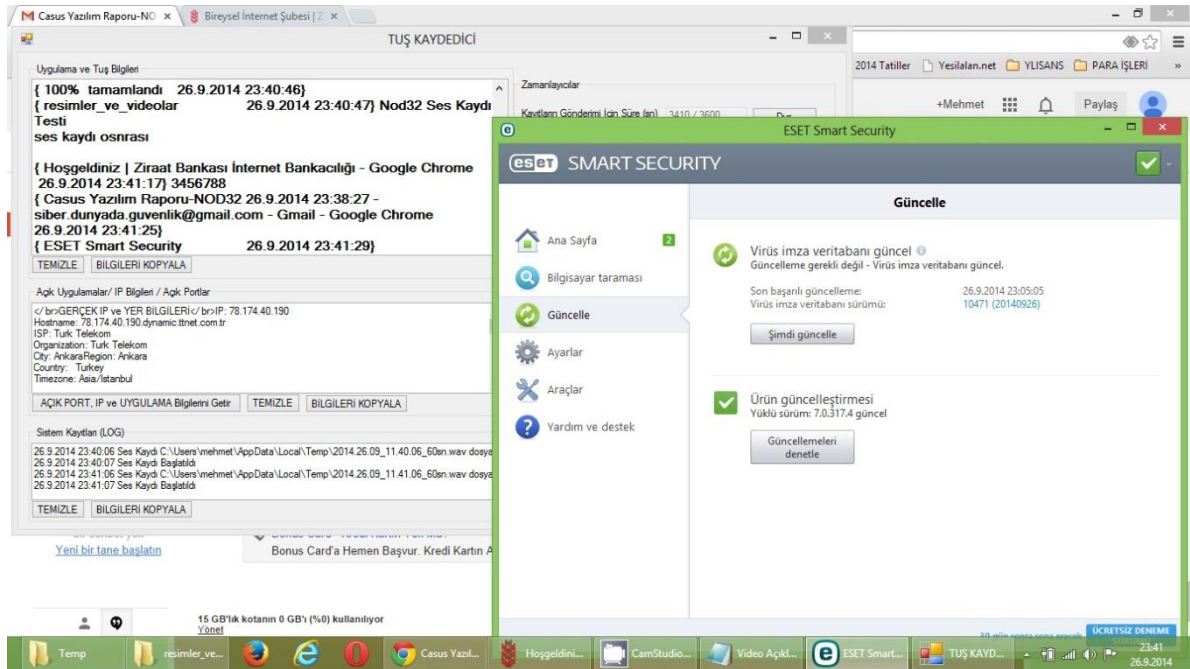 Casus Yazılım Raporu-NO
Bireysel İnternet Şubesi | Z
TUŞ KAYDEDİCİ
2014 Tatiller
Yesilalan.net
YLISANS
PARA İŞLERİ
»
+Mehmet
Paylaş
Uygulama ve Tuş Bilgileri
{ 100% tamamlandı 26.9.2014 23:40:46}
{ resimler_ve_videolar 26.9.2014 23:40:47} Nod32 Ses Kaydı
Testi
ses kaydı osnrası
{ Hoşgeldiniz | Ziraat Bankası İnternet Bankacılığı - Google Chrome
26.9.2014 23:41:17} 3456788
{ Casus Yazılım Raporu-NOD32 26.9.2014 23:38:27 -
siber.dunyada.guvenlik@gmail.com - Gmail - Google Chrome
26.9.2014 23:41:25}
{ ESET Smart Security 26.9.2014 23:41:29}
TEMİZLE
BİLGİLERİ KOPYALA
Zamanlayıcılar
Kayıtların Gönderimi İçin Süre (sn)
3410 / 3600
Açık Uygulamalar/ IP Bilgileri / Açık Portlar
</br>GERÇEK IP ve YER BİLGİLERİ</br>IP: 78.174.40.190
Hostname: 78.174.40.190.dynamic.ttnet.com.tr
ISP: Turk Telekom
Organization: Turk Telekom
City: AnkaraRegion: Ankara
Country: Turkey
Timezone: Asia/Istanbul
AÇIK PORT, IP ve UYGULAMA Bilgilerini Getir
TEMİZLE
BİLGİLERİ KOPYALA
Sistem Kayıtları (LOG)
26.9.2014 23:40:06 Ses Kaydı C:\Users\mehmet\AppData\Local\Temp\2014.26.09_11.40.06_60sn.wav dosya
26.9.2014 23:40:07 Ses Kaydı Başlatıldı
26.9.2014 23:41:06 Ses Kaydı C:\Users\mehmet\AppData\Local\Temp\2014.26.09_11.41.06_60sn.wav dosya
26.9.2014 23:41:07 Ses Kaydı Başlatıldı
TEMİZLE
BİLGİLERİ KOPYALA
ESET Smart Security
eset SMART SECURITY
Ana Sayfa
2
Bilgisayar taraması
Güncelle
Ayarlar
Araçlar
Yardım ve destek
Güncelle
Virüs imza veritabanı güncel
Güncelleme gerekli değil - Virüs imza veritabanı güncel.
Son başarılı güncelleme: 26.9.2014 23:05:05
Virüs imza veritabanı sürümü: 10471 (20140926)
Şimdi güncelle
Ürün güncelleştirmesi
Yüklü sürüm: 7.0.317.4 güncel
Güncellemeleri
denetle
ÜCRETSİZ DENEME
Yeni bir tane başlatın
Bonus Card'a Hemen Başvur. Kredi Kartın A
15 GB'lık kotanın 0 GB'ı (%0) kullanılıyor
Yönet
Temp
resimler_ve...
Casus Yazıl...
Hoşgeldini...
CamStudio...
Video Açıkl...
ESET Smart...
TUŞ KAYD...
23:41
26.9.2014